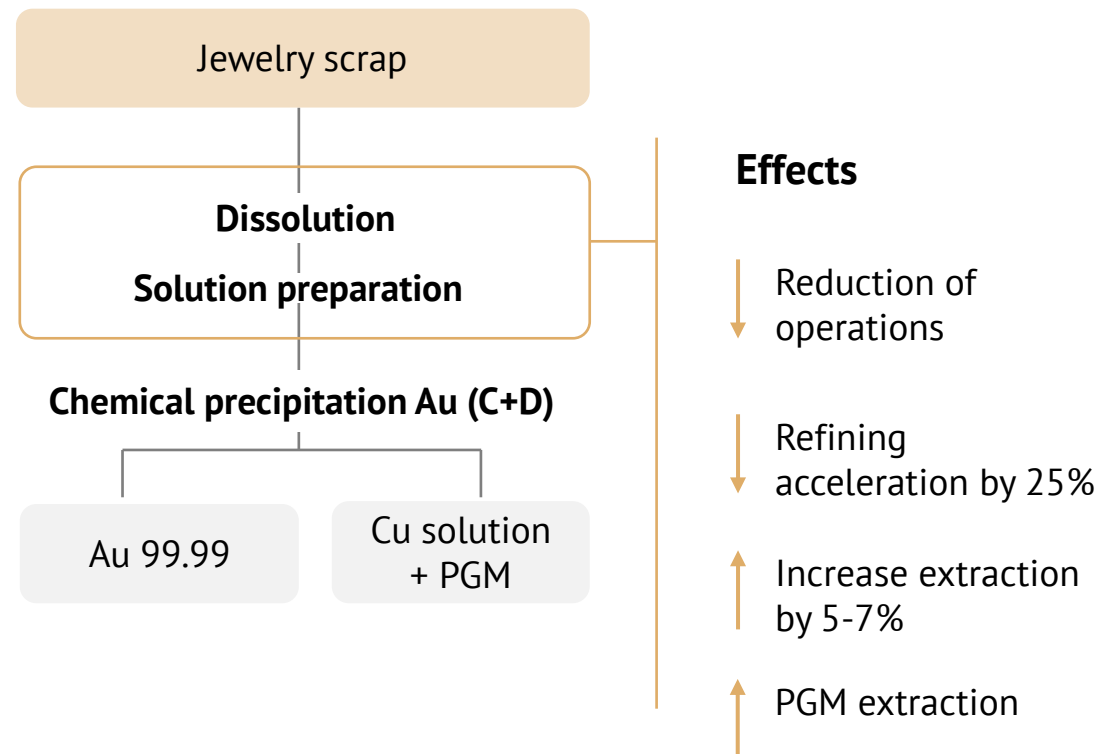 Jewelry scrap
Dissolution
Solution preparation
Chemical precipitation Au (C+D)
Au 99.99
Cu solution
+ PGM
Effects
Reduction of
operations
Refining
acceleration by 25%
Increase extraction
by 5-7%
PGM extraction